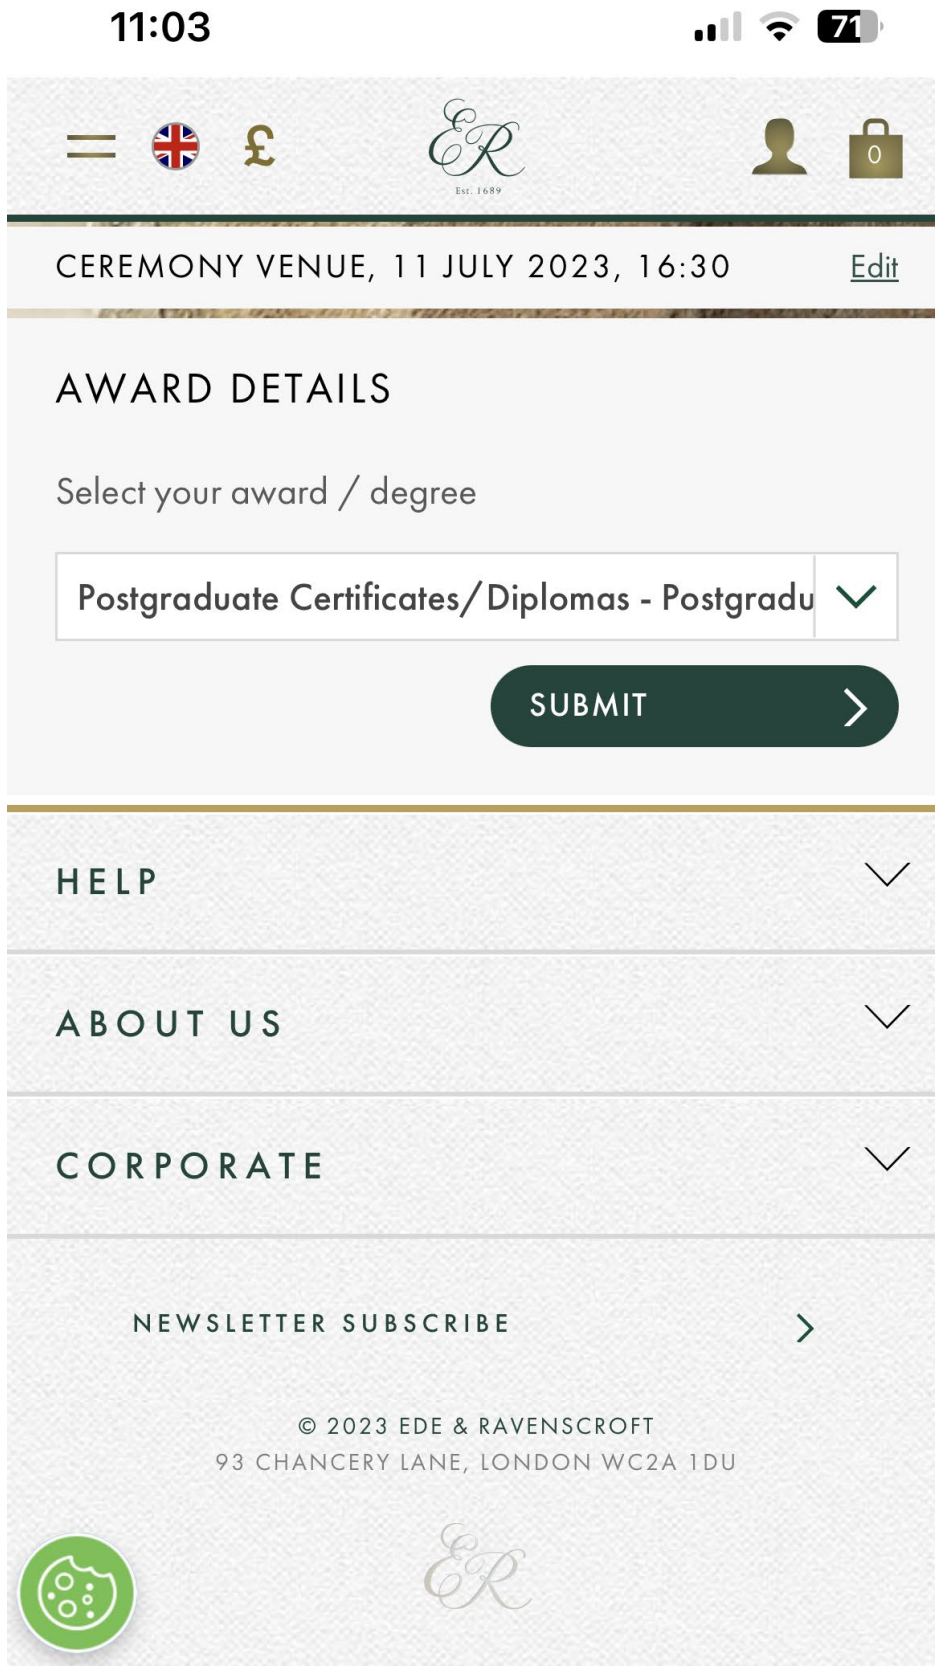 11:03
71
£
0
ER
Est. 1689
CEREMONY VENUE, 11 JULY 2023, 16:30 Edit
AWARD DETAILS
Select your award / degree
Postgraduate Certificates/Diplomas - Postgradu
SUBMIT
HELP
ABOUT US
CORPORATE
NEWSLETTER SUBSCRIBE
© 2023 EDE & RAVENSCROFT
93 CHANCERY LANE, LONDON WC2A 1DU
ER